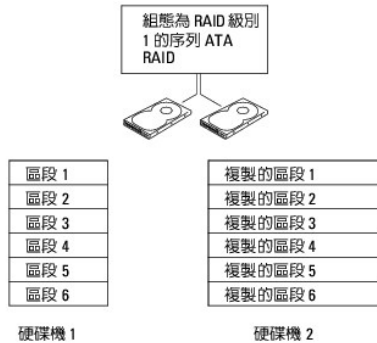 組態為 RAID 級別
1 的序列 ATA
RAID
區段 1
區段 2
區段 3
區段 4
區段 5
區段 6
硬碟機 1
複製的區段 1
複製的區段 2
複製的區段 3
複製的區段 4
複製的區段 5
複製的區段 6
硬碟機 2